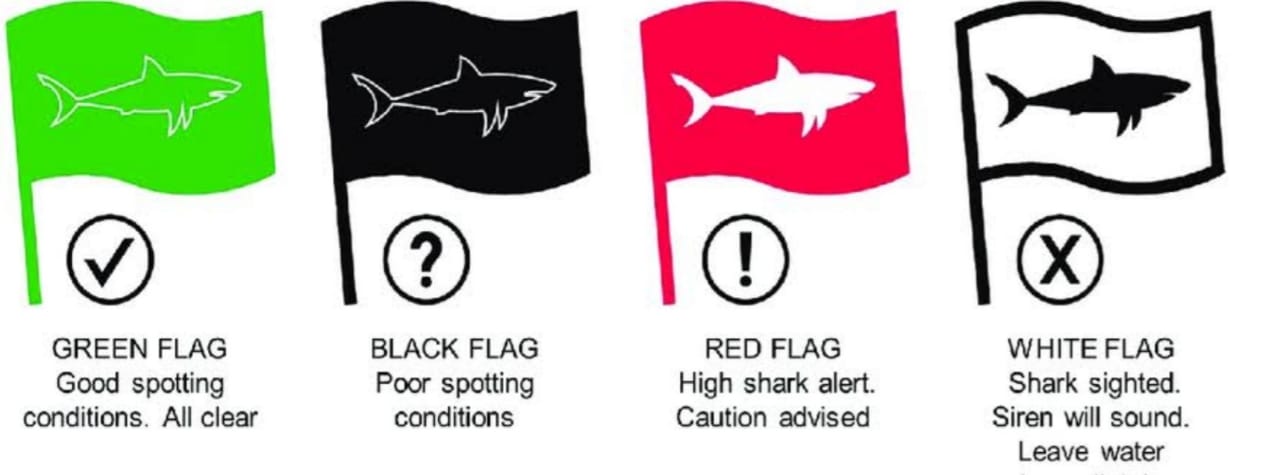 ✓
?
!
X
GREEN FLAG
Good spotting
conditions. All clear
BLACK FLAG
Poor spotting
conditions
RED FLAG
High shark alert.
Caution advised
WHITE FLAG
Shark sighted.
Siren will sound.
Leave water